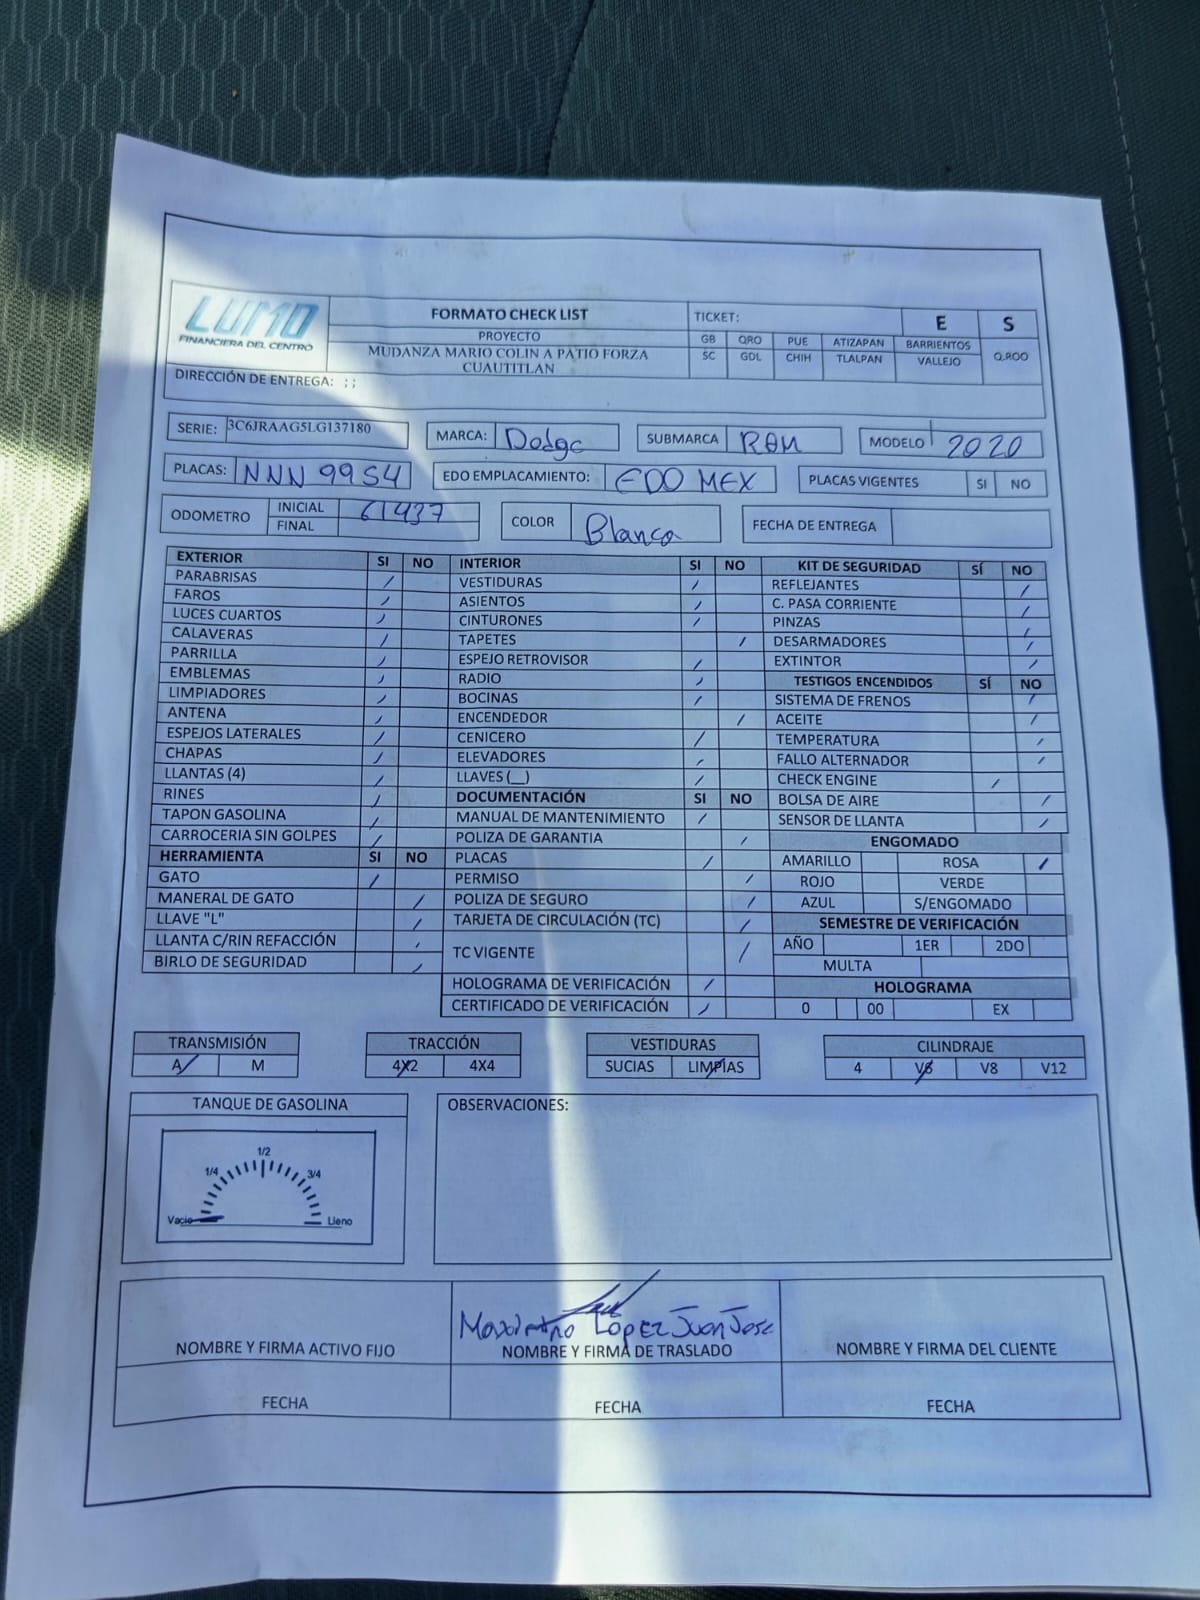 LUMO
FINANCIERA DEL CENTRO
FORMATO CHECK LIST
PROYECTO
MUDANZA MARIO COLIN A PATIO FORZA
CUAUTITLAN
TICKET: E S
GB QRO PUE ATIZAPAN BARRIENTOS
SC GDL CHIH TLALPAN VALLEJO Q.ROO
DIRECCIÓN DE ENTREGA: ; ;
SERIE: 3C6JRAAG5LG137180 MARCA: Dodge SUBMARCA RAM MODELO 2020
PLACAS: NNN 9954 EDO EMPLACAMIENTO: EDO MEX PLACAS VIGENTES SI NO
ODOMETRO INICIAL 61437 COLOR Blanco FECHA DE ENTREGA
FINAL
EXTERIOR SI NO INTERIOR SI NO KIT DE SEGURIDAD SÍ NO
PARABRISAS / VESTIDURAS / REFLEJANTES /
FAROS / ASIENTOS / C. PASA CORRIENTE /
LUCES CUARTOS / CINTURONES / PINZAS /
CALAVERAS / TAPETES / DESARMADORES /
PARRILLA / ESPEJO RETROVISOR / EXTINTOR /
EMBLEMAS / RADIO / TESTIGOS ENCENDIDOS SÍ NO
LIMPIADORES / BOCINAS / SISTEMA DE FRENOS /
ANTENA / ENCENDEDOR / ACEITE /
ESPEJOS LATERALES / CENICERO / TEMPERATURA /
CHAPAS / ELEVADORES / FALLO ALTERNADOR /
LLANTAS (4) / LLAVES (__) / CHECK ENGINE /
RINES / DOCUMENTACIÓN SI NO BOLSA DE AIRE /
TAPON GASOLINA / MANUAL DE MANTENIMIENTO / SENSOR DE LLANTA /
CARROCERIA SIN GOLPES / POLIZA DE GARANTIA / ENGOMADO
HERRAMIENTA SI NO PLACAS / AMARILLO ROSA /
GATO / PERMISO / ROJO VERDE
MANERAL DE GATO / POLIZA DE SEGURO / AZUL S/ENGOMADO
LLAVE "L" / TARJETA DE CIRCULACIÓN (TC) / SEMESTRE DE VERIFICACIÓN
LLANTA C/RIN REFACCIÓN / TC VIGENTE / AÑO 1ER 2DO
BIRLO DE SEGURIDAD / MULTA
HOLOGRAMA DE VERIFICACIÓN / HOLOGRAMA
CERTIFICADO DE VERIFICACIÓN / 0 00 EX
TRANSMISIÓN TRACCIÓN VESTIDURAS CILINDRAJE
A M 4X2 4X4 SUCIAS LIMPIAS 4 V6 V8 V12
TANQUE DE GASOLINA OBSERVACIONES:
1/2
1/4 3/4
Vacio Lleno
Maximino López Juan Jose
NOMBRE Y FIRMA ACTIVO FIJO NOMBRE Y FIRMA DE TRASLADO NOMBRE Y FIRMA DEL CLIENTE
FECHA FECHA FECHA